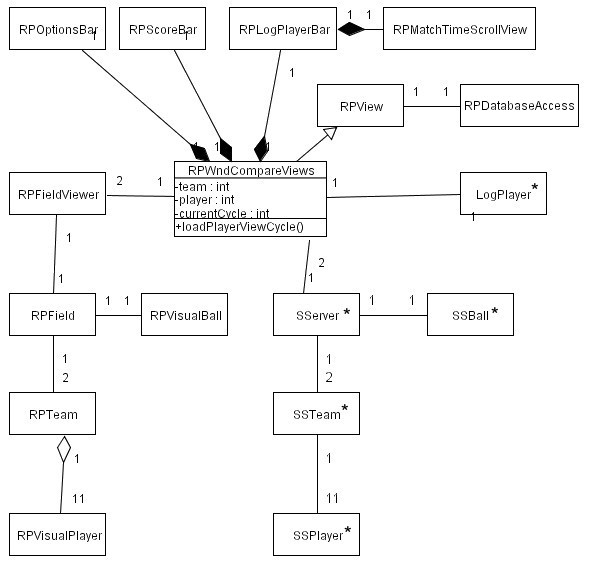 RPOptionsBar
1
RPScoreBar
1
RPLogPlayerBar
1
1
RPMatchTimeScrollView
1
RPView
1
1
RPDatabaseAccess
1
1
1
RPWndCompareViews
-team : int
-player : int
-currentCycle : int
+loadPlayerViewCycle()
RPFieldViewer
2
1
1
LogPlayer*
1
1
2
1
1
RPField
1
1
RPVisualBall
SServer *
1
1
SSBall*
1
2
1
2
RPTeam
SSTeam*
1
1
11
11
RPVisualPlayer
SSPlayer*